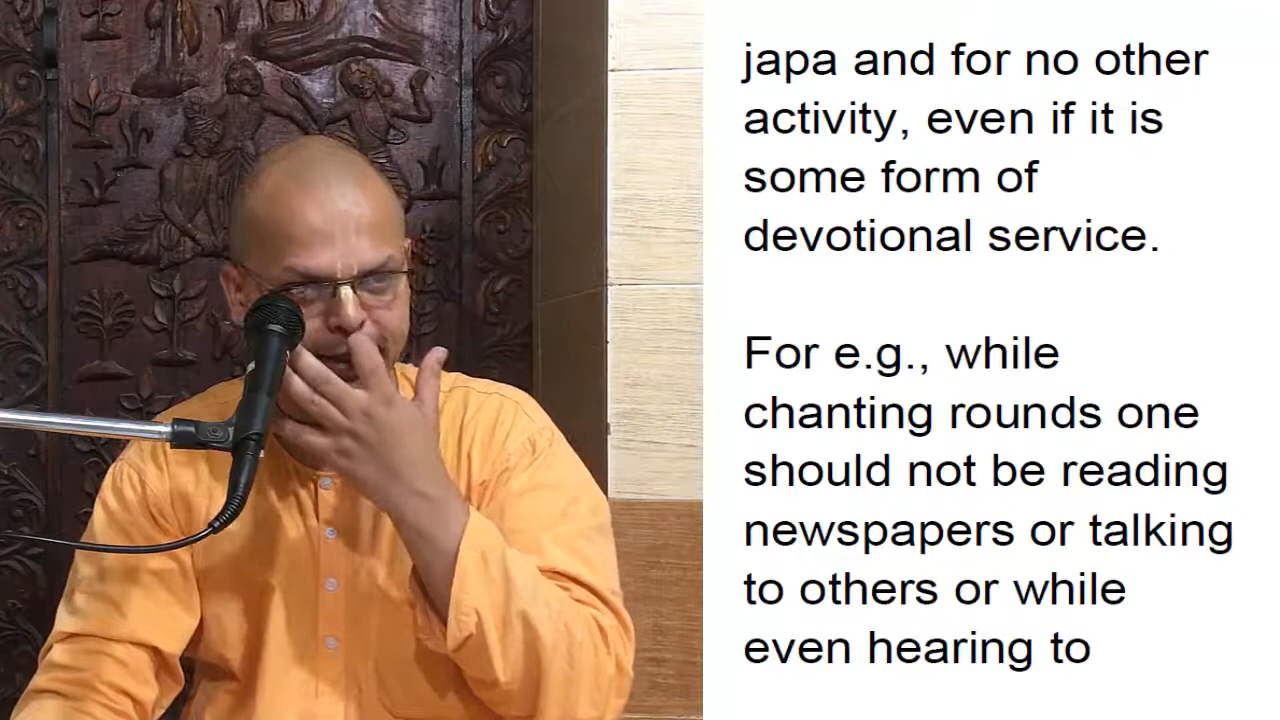 japa and for no other
activity, even if it is
some form of
devotional service.
For e.g., while
chanting rounds one
should not be reading
newspapers or talking
to others or while
even hearing to